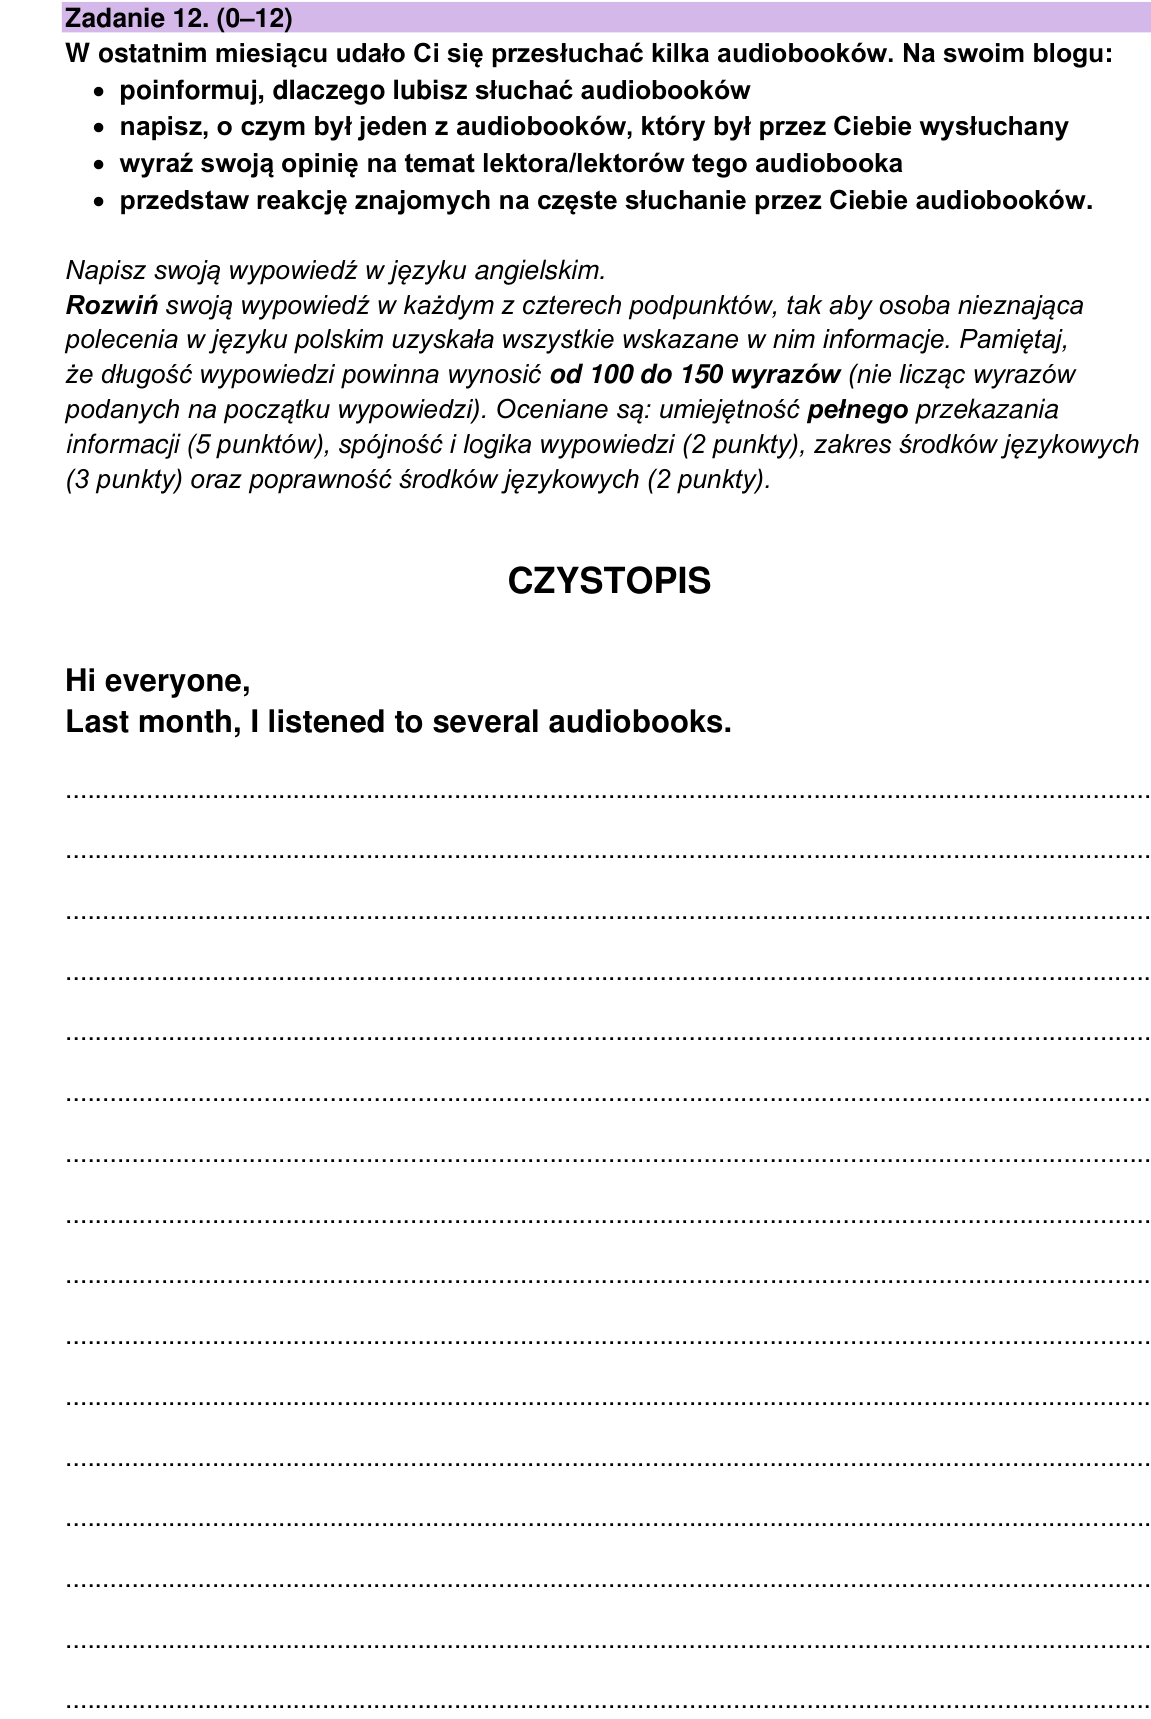 Zadanie 12. (0–12)
W ostatnim miesiącu udało Ci się przesłuchać kilka audiobooków. Na swoim blogu:
• poinformuj, dlaczego lubisz słuchać audiobooków
• napisz, o czym był jeden z audiobooków, który był przez Ciebie wysłuchany
• wyraź swoją opinię na temat lektora/lektorów tego audiobooka
• przedstaw reakcję znajomych na częste słuchanie przez Ciebie audiobooków.
Napisz swoją wypowiedź w języku angielskim.
Rozwiń swoją wypowiedź w każdym z czterech podpunktów, tak aby osoba nieznająca
polecenia w języku polskim uzyskała wszystkie wskazane w nim informacje. Pamiętaj,
że długość wypowiedzi powinna wynosić od 100 do 150 wyrazów (nie licząc wyrazów
podanych na początku wypowiedzi). Oceniane są: umiejętność pełnego przekazania
informacji (5 punktów), spójność i logika wypowiedzi (2 punkty), zakres środków językowych
(3 punkty) oraz poprawność środków językowych (2 punkty).
CZYSTOPIS
Hi everyone,
Last month, I listened to several audiobooks.